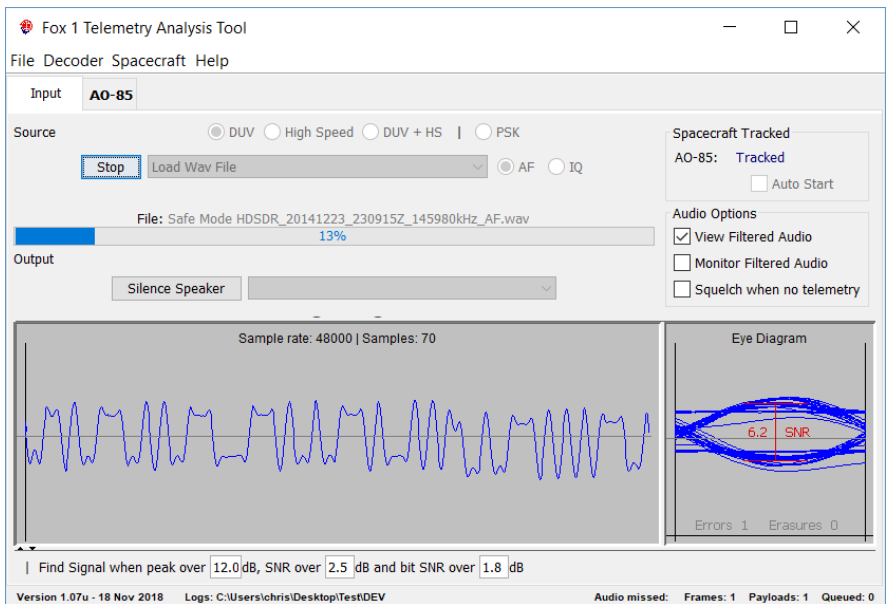 Fox 1 Telemetry Analysis Tool
File Decoder Spacecraft Help
Input AO-85
Source DUV High Speed DUV + HS | PSK
Stop Load Wav File AF IQ
File: Safe Mode HDSDR_20141223_230915Z_145980kHz_AF.wav
13%
Output
Silence Speaker
Spacecraft Tracked
AO-85: Tracked
Auto Start
Audio Options
View Filtered Audio
Monitor Filtered Audio
Squelch when no telemetry
Sample rate: 48000 | Samples: 70
Eye Diagram
6.2 SNR
Errors 1 Erasures 0
| Find Signal when peak over 12.0 dB, SNR over 2.5 dB and bit SNR over 1.8 dB
Version 1.07u - 18 Nov 2018 Logs: C:\Users\chris\Desktop\Test\DEV Audio missed: Frames: 1 Payloads: 1 Queued: 0